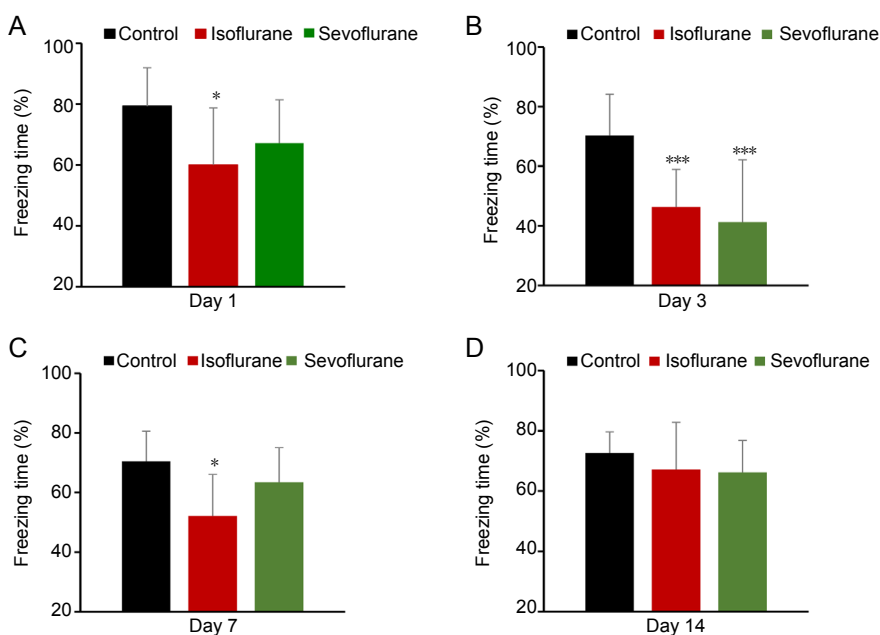 A
Control Isoflurane Sevoflurane
Freezing time (%)
100
80
60
40
20
*
Day 1
B
Control Isoflurane Sevoflurane
Freezing time (%)
100
80
60
40
20
***
***
Day 3
C
Control Isoflurane Sevoflurane
Freezing time (%)
100
80
60
40
20
*
Day 7
D
Control Isoflurane Sevoflurane
Freezing time (%)
100
80
60
40
20
Day 14